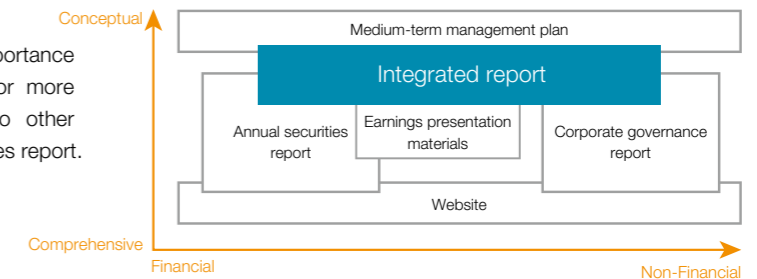 portance
or more
o other
es report.
Conceptual
Medium-term management plan
Integrated report
Annual securities
report
Earnings presentation
materials
Corporate governance
report
Website
Comprehensive
Financial
Non-Financial